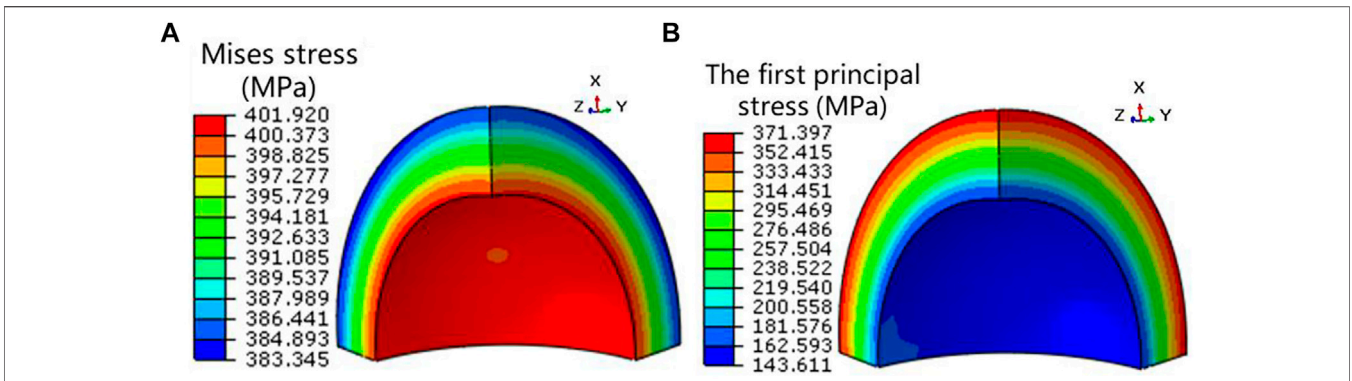 A
Mises stress
(MPa)
401.920
400.373
398.825
397.277
395.729
394.181
392.633
391.085
389.537
387.989
386.441
384.893
383.345
X
Z Y
B
The first principal
stress (MPa)
371.397
352.415
333.433
314.451
295.469
276.486
257.504
238.522
219.540
200.558
181.576
162.593
143.611
X
Z Y